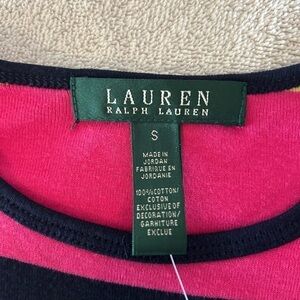 LAUREN
RALPH LAUREN
S
MADE IN
JORDAN
FABRIQUE EN
JORDANIE
100% COTTON/
COTON
EXCLUSIVE OF
DECORATION/
GARNITURE
EXCLUE